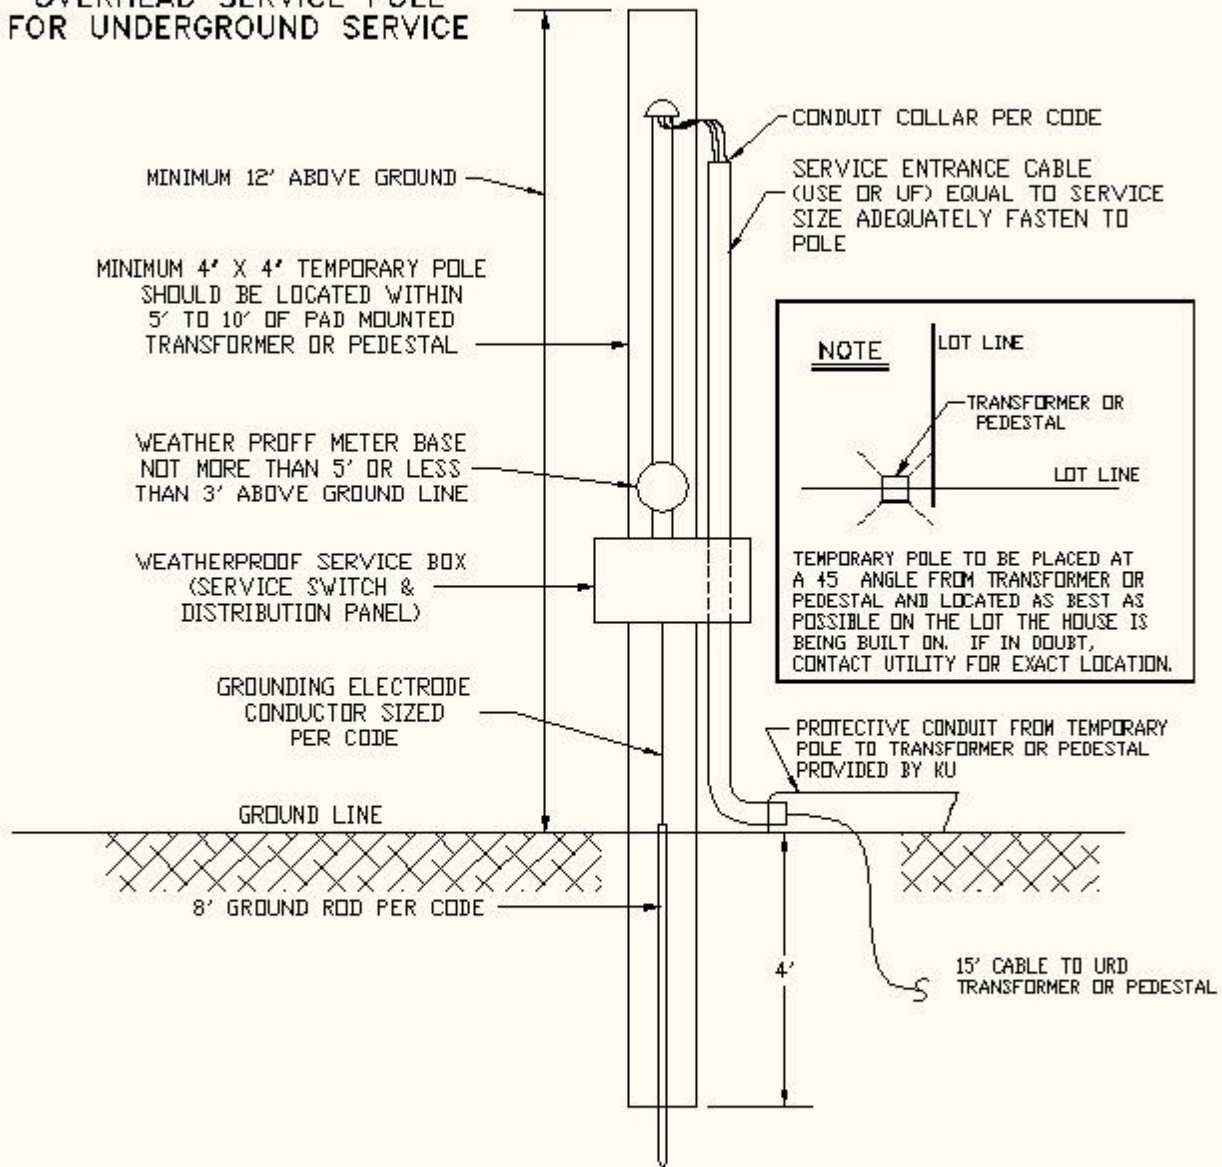 OVERHEAD SERVICE POLE
FOR UNDERGROUND SERVICE
MINIMUM 12' ABOVE GROUND
MINIMUM 4' X 4' TEMPORARY POLE
SHOULD BE LOCATED WITHIN
5' TO 10' OF PAD MOUNTED
TRANSFORMER OR PEDESTAL
WEATHER PROFF METER BASE
NOT MORE THAN 5' OR LESS
THAN 3' ABOVE GROUND LINE
WEATHERPROOF SERVICE BOX
(SERVICE SWITCH &
DISTRIBUTION PANEL)
GROUNDING ELECTRODE
CONDUCTOR SIZED
PER CODE
GROUND LINE
8' GROUND ROD PER CODE
CONDUIT COLLAR PER CODE
SERVICE ENTRANCE CABLE
(USE OR UF) EQUAL TO SERVICE
SIZE ADEQUATELY FASTEN TO
POLE
NOTE
LOT LINE
TRANSFORMER OR
PEDESTAL
LOT LINE
TEMPORARY POLE TO BE PLACED AT
A 45 ANGLE FROM TRANSFORMER OR
PEDESTAL AND LOCATED AS BEST AS
POSSIBLE ON THE LOT THE HOUSE IS
BEING BUILT ON. IF IN DOUBT,
CONTACT UTILITY FOR EXACT LOCATION.
PROTECTIVE CONDUIT FROM TEMPORARY
POLE TO TRANSFORMER OR PEDESTAL
PROVIDED BY KU
4'
15' CABLE TO URD
TRANSFORMER OR PEDESTAL